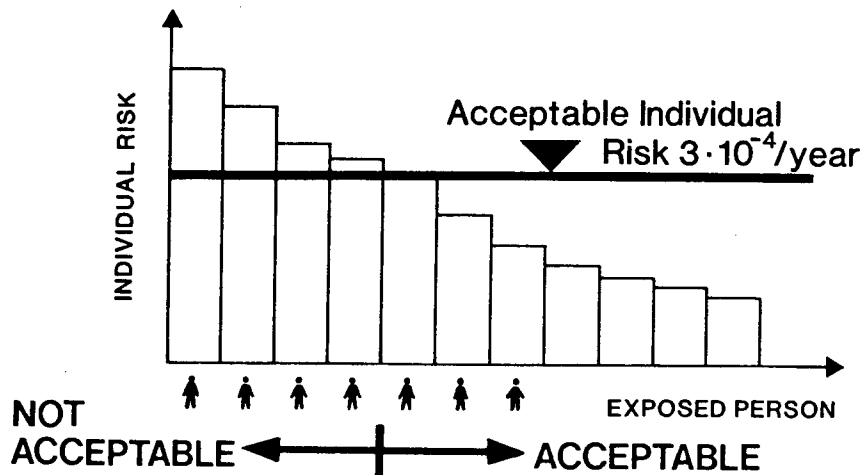 INDIVIDUAL RISK
Acceptable Individual
Risk 3·10⁻⁴/year
EXPOSED PERSON
NOT
ACCEPTABLE
ACCEPTABLE